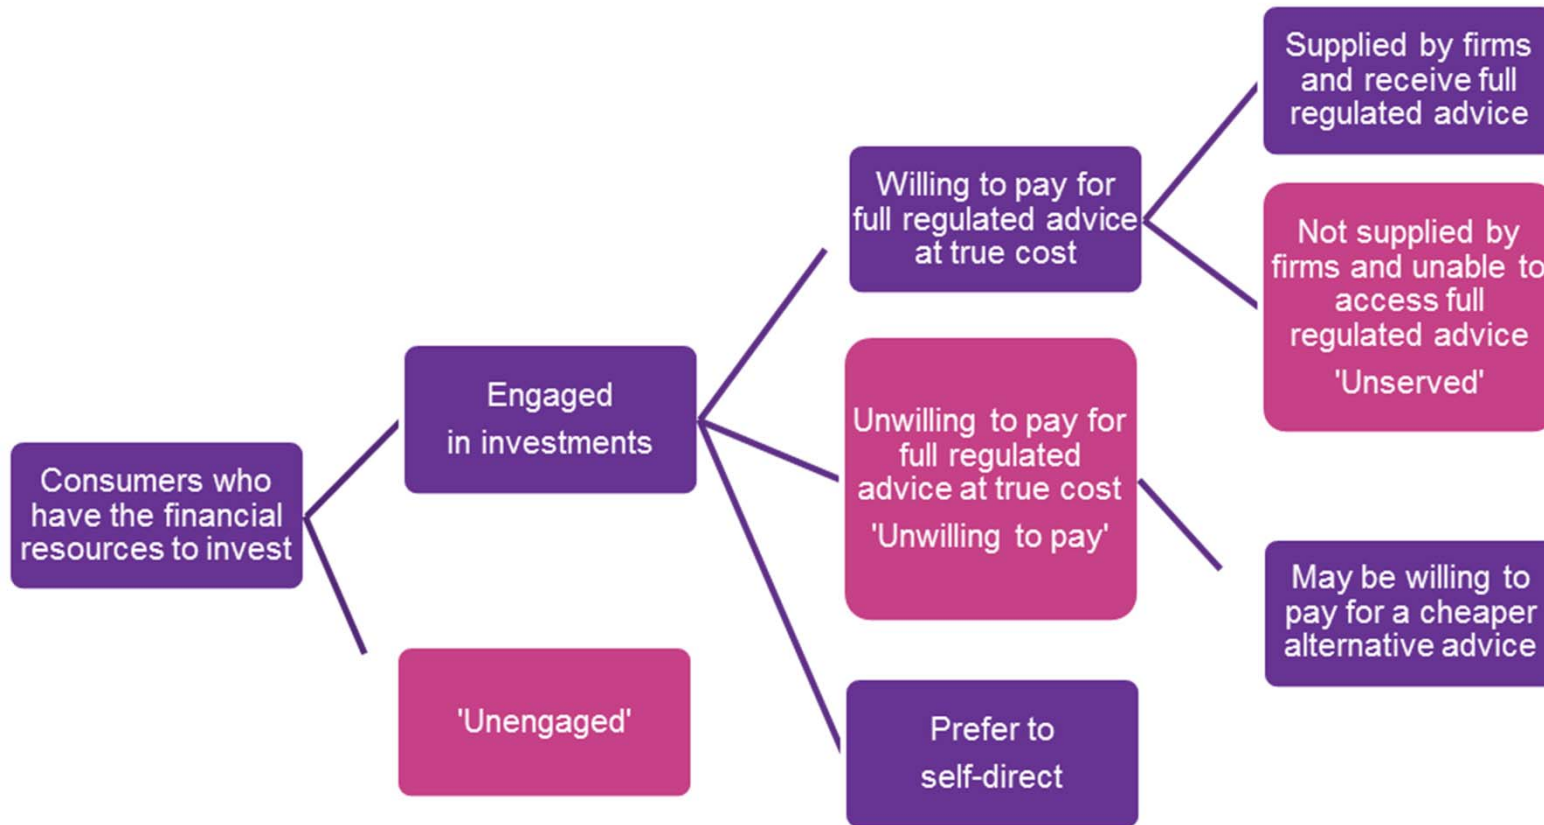 Consumers who
have the financial
resources to invest
Engaged
in investments
'Unengaged'
Willing to pay for
full regulated advice
at true cost
Unwilling to pay for
full regulated
advice at true cost
'Unwilling to pay'
Prefer to
self-direct
Supplied by firms
and receive full
regulated advice
Not supplied by
firms and unable to
access full
regulated advice
'Unserved'
May be willing to
pay for a cheaper
alternative advice